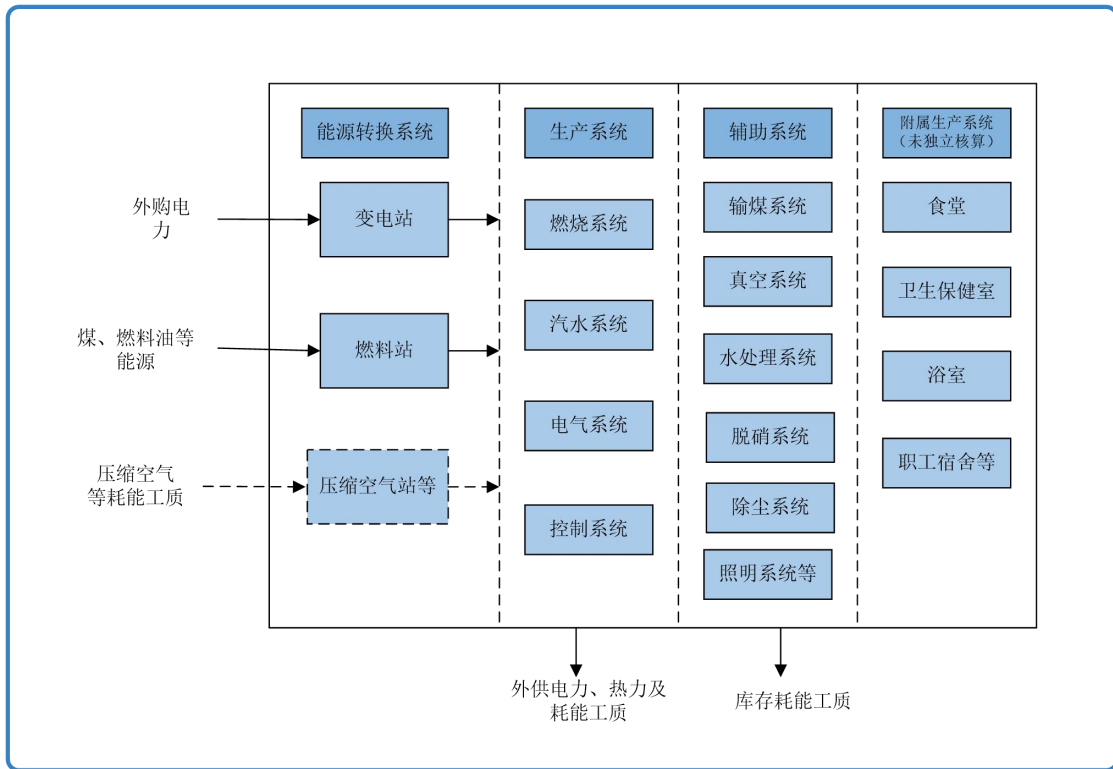 能源转换系统
生产系统
辅助系统
附属生产系统
（未独立核算）
外购电
力
变电站
煤、燃料油等
能源
燃料站
压缩空气
等耗能工质
压缩空气站等
燃烧系统
汽水系统
电气系统
控制系统
输煤系统
真空系统
水处理系统
脱硝系统
除尘系统
照明系统等
食堂
卫生保健室
浴室
职工宿舍等
外供电力、热力及
耗能工质
库存耗能工质